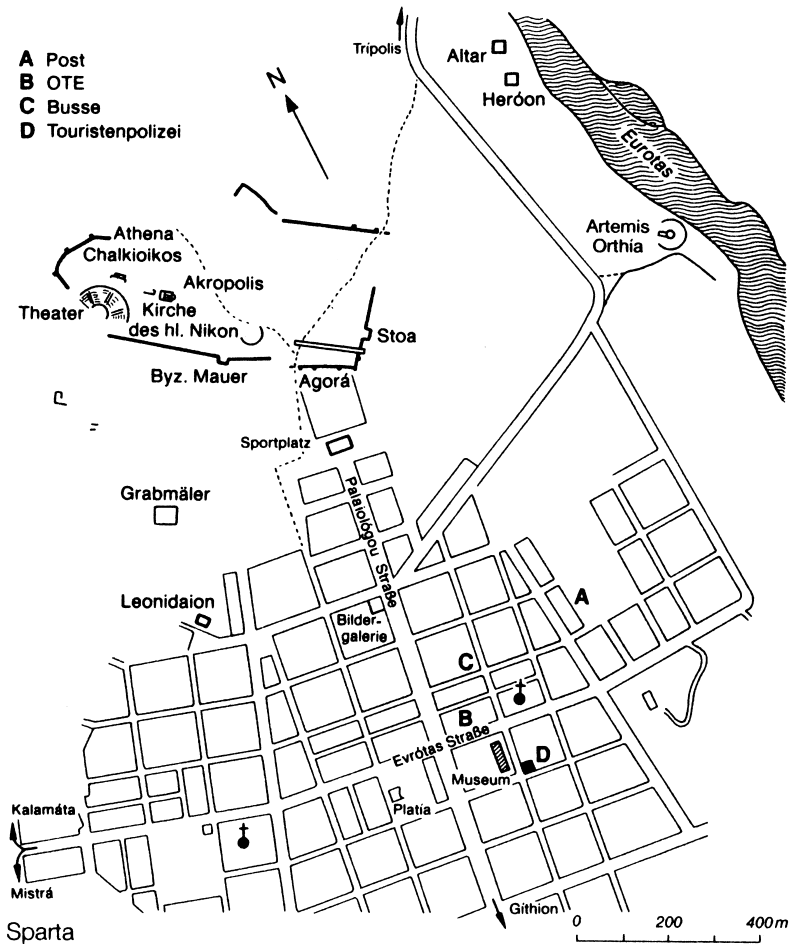 A Post
B OTE
C Busse
D Touristenpolizei
N
Trípolis
Altar
Heróon
Eurotas
Artemis
Orthía
Athena
Chalkioikos
Akropolis
Theater
Kirche
des hl. Nikon
Stoa
Byz. Mauer
Agorá
Sportplatz
Palaiológou Straße
Grabmäler
Leonidaion
Bilder-
galerie
A
C
B
Evrótas Straße
D
Museum
Platía
Kalamáta
Mistrá
Gíthion
Sparta
0 200 400 m